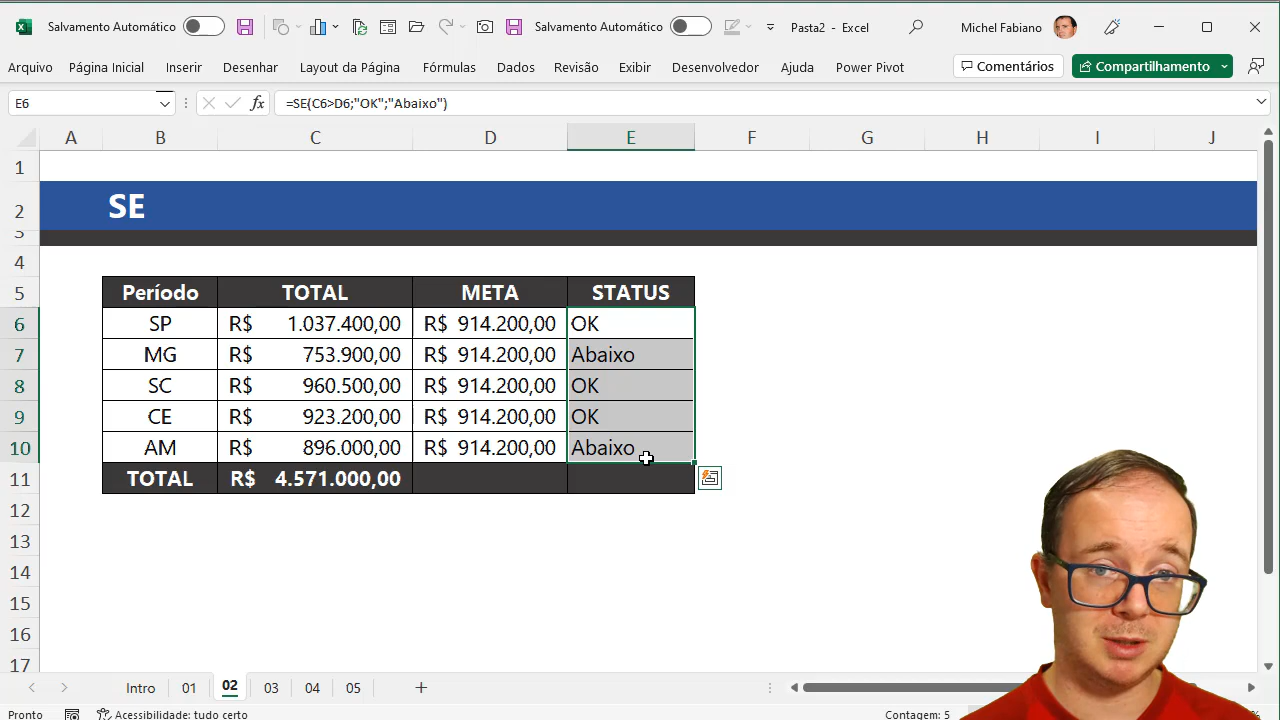 Salvamento Automático Salvamento Automático Pasta2 - Excel Michel Fabiano
Arquivo Página Inicial Inserir Desenhar Layout da Página Fórmulas Dados Revisão Exibir Desenvolvedor Ajuda Power Pivot Comentários Compartilhamento
E6 fx =SE(C6>D6;"OK";"Abaixo")
A B C D E F G H I J
1
2 SE
3
4
5 Período TOTAL META STATUS
6 SP R$ 1.037.400,00 R$ 914.200,00 OK
7 MG R$ 753.900,00 R$ 914.200,00 Abaixo
8 SC R$ 960.500,00 R$ 914.200,00 OK
9 CE R$ 923.200,00 R$ 914.200,00 OK
10 AM R$ 896.000,00 R$ 914.200,00 Abaixo
11 TOTAL R$ 4.571.000,00
12
13
14
15
16
17
Intro 01 02 03 04 05
Pronto Acessibilidade: tudo certo Contagem: 5 %